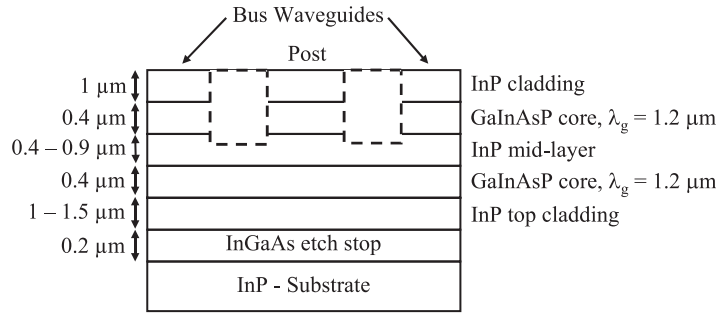 Bus Waveguides
Post
1 μm InP cladding
0.4 μm GaInAsP core, λg = 1.2 μm
0.4 – 0.9 μm InP mid-layer
0.4 μm GaInAsP core, λg = 1.2 μm
1 – 1.5 μm InP top cladding
0.2 μm InGaAs etch stop
InP - Substrate